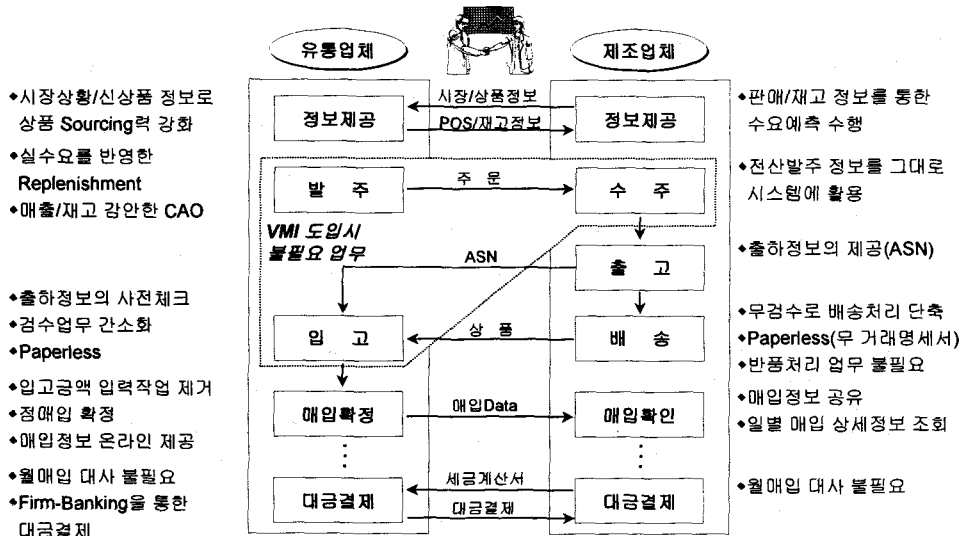 유통업체
제조업체
◆시장상황/신상품 정보로
상품 Sourcing력 강화
◆실수요를 반영한
Replenishment
◆매출/재고 감안한 CAO
정보제공
시장/상품정보
POS/재고정보
정보제공
◆판매/재고 정보를 통한
수요예측 수행
발 주
주 문
수 주
◆전산발주 정보를 그대로
시스템에 활용
VMI 도입시
불필요 업무
ASN
출 고
◆출하정보의 제공(ASN)
◆출하정보의 사전체크
◆검수업무 간소화
◆Paperless
입 고
상 품
배 송
◆무검수로 배송처리 단축
◆Paperless(무 거래명세서)
◆반품처리 업무 불필요
◆입고금액 입력작업 제거
◆점매입 확정
◆매입정보 온라인 제공
매입확정
매입Data
매입확인
◆매입정보 공유
◆일별 매입 상세정보 조회
◆월매입 대사 불필요
◆Firm-Banking을 통한
대금결제
대금결제
세금계산서
대금결제
대금결제
◆월매입 대사 불필요